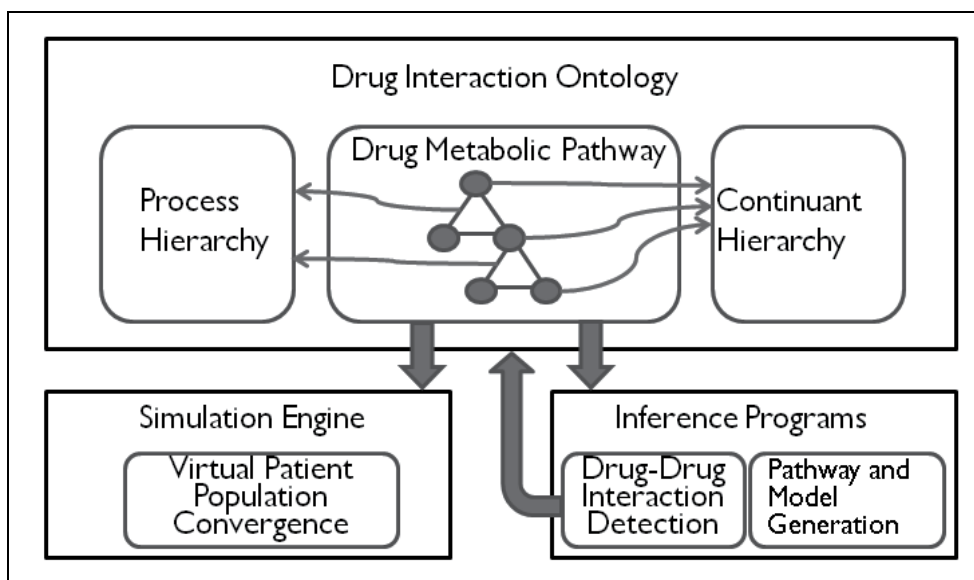 Drug Interaction Ontology
Process
Hierarchy
Drug Metabolic Pathway
Continuant
Hierarchy
Simulation Engine
Virtual Patient
Population
Convergence
Inference Programs
Drug-Drug
Interaction
Detection
Pathway and
Model
Generation